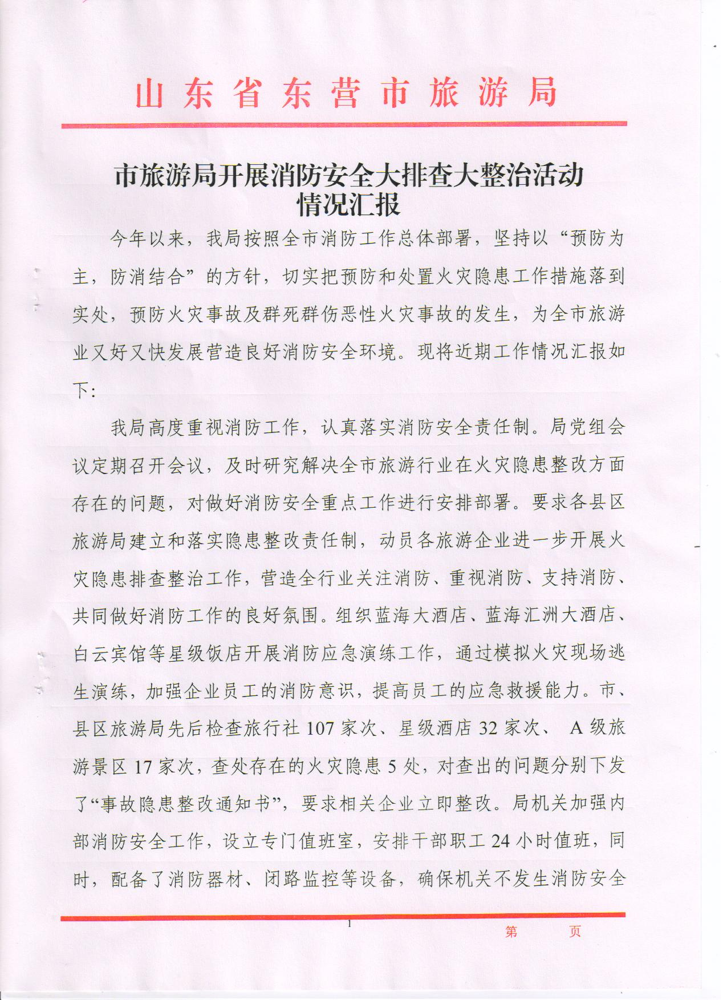 山东省东营市旅游局
市旅游局开展消防安全大排查大整治活动
情况汇报
今年以来，我局按照全市消防工作总体部署，坚持以“预防为
主，防消结合”的方针，切实把预防和处置火灾隐患工作措施落到
实处，预防火灾事故及群死群伤恶性火灾事故的发生，为全市旅游
业又好又快发展营造良好消防安全环境。现将近期工作情况汇报如
下：
我局高度重视消防工作，认真落实消防安全责任制。局党组会
议定期召开会议，及时研究解决全市旅游行业在火灾隐患整改方面
存在的问题，对做好消防安全重点工作进行安排部署。要求各县区
旅游局建立和落实隐患整改责任制，动员各旅游企业进一步开展火
灾隐患排查整治工作，营造全行业关注消防、重视消防、支持消防、
共同做好消防工作的良好氛围。组织蓝海大酒店、蓝海汇洲大酒店、
白云宾馆等星级饭店开展消防应急演练工作，通过模拟火灾现场逃
生演练，加强企业员工的消防意识，提高员工的应急救援能力。市、
县区旅游局先后检查旅行社 107 家次、星级酒店 32 家次、 A 级旅
游景区 17 家次，查处存在的火灾隐患 5 处，对查出的问题分别下发
了“事故隐患整改通知书”，要求相关企业立即整改。局机关加强内
部消防安全工作，设立专门值班室，安排干部职工 24 小时值班，同
时，配备了消防器材、闭路监控等设备，确保机关不发生消防安全
1
第 页